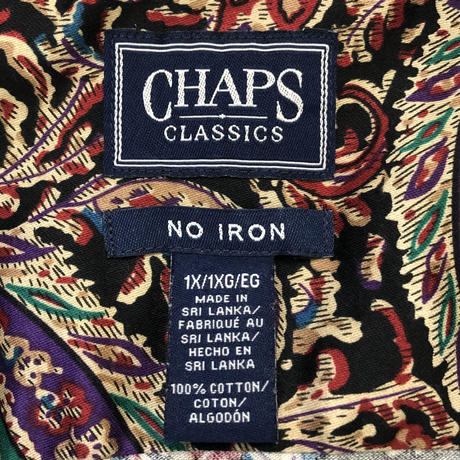 CHAPS
CLASSICS
NO IRON
1X/1XG/EG
MADE IN
SRI LANKA/
FABRIQUÉ AU
SRI LANKA/
HECHO EN
SRI LANKA
100% COTTON/
COTON/
ALGODÓN